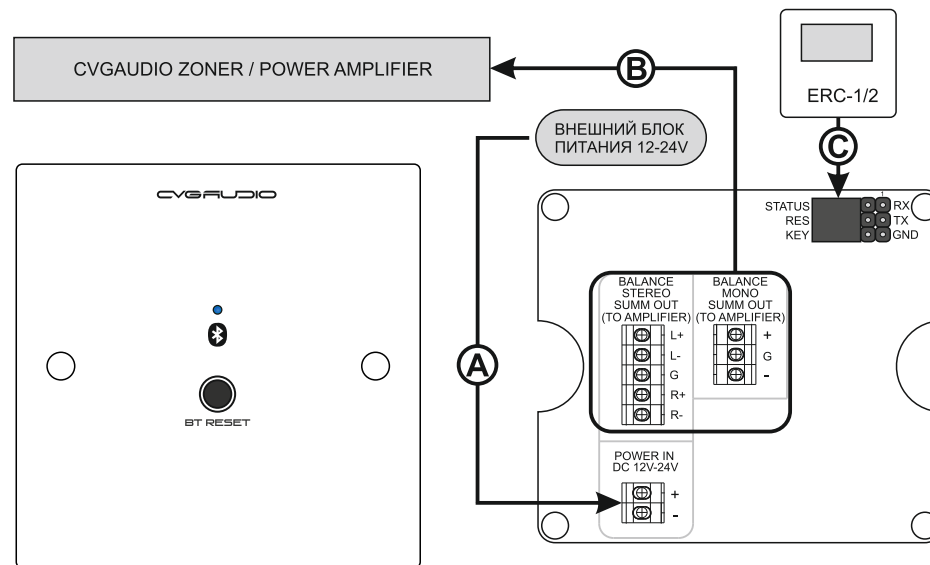 CVGAUDIO ZONER / POWER AMPLIFIER
B
ERC-1/2
ВНЕШНИЙ БЛОК
ПИТАНИЯ 12-24V
C
CVGAUDIO
BT RESET
A
STATUS
RES
KEY
1
RX
TX
GND
BALANCE
STEREO
SUMM OUT
(TO AMPLIFIER)
L+
L-
G
R+
R-
BALANCE
MONO
SUMM OUT
(TO AMPLIFIER)
+
G
-
POWER IN
DC 12V-24V
+
-